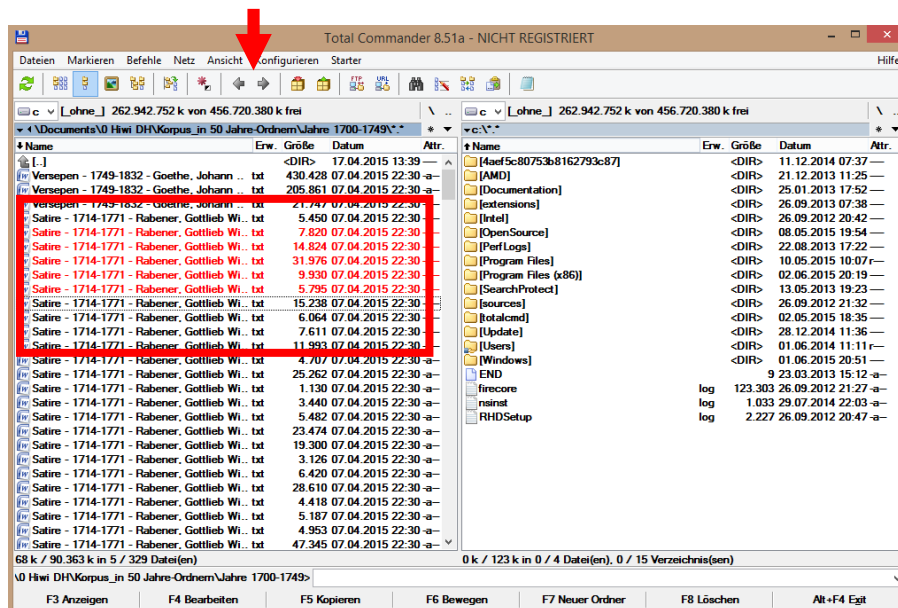 Total Commander 8.51a - NICHT REGISTRIERT
Dateien Markieren Befehle Netz Ansicht Konfigurieren Starter Hilfe
FTP URL
c [_ohne_] 262.942.752 k von 456.720.380 k frei \ ..
c [_ohne_] 262.942.752 k von 456.720.380 k frei \ ..
\Documents\0 Hiwi DH\Korpus_in 50 Jahre-Ordnern\Jahre 1700-1749\*.* *
Name Erw. Größe Datum Attr.
[..] <DIR> 17.04.2015 13:39 —
Versepen - 1749-1832 - Goethe, Johann .. txt 430.428 07.04.2015 22:30 -a--
Versepen - 1749-1832 - Goethe, Johann .. txt 205.861 07.04.2015 22:30 -a--
Versepen - 1749-1832 - Goethe, Johann .. txt 21.747 07.04.2015 22:30
Satire - 1714-1771 - Rabener, Gottlieb Wi.. txt 5.450 07.04.2015 22:30
Satire - 1714-1771 - Rabener, Gottlieb Wi.. txt 7.820 07.04.2015 22:30
Satire - 1714-1771 - Rabener, Gottlieb Wi.. txt 14.824 07.04.2015 22:30
Satire - 1714-1771 - Rabener, Gottlieb Wi.. txt 31.976 07.04.2015 22:30
Satire - 1714-1771 - Rabener, Gottlieb Wi.. txt 9.930 07.04.2015 22:30
Satire - 1714-1771 - Rabener, Gottlieb Wi.. txt 5.795 07.04.2015 22:30
Satire - 1714-1771 - Rabener, Gottlieb Wi.. txt 15.238 07.04.2015 22:30
Satire - 1714-1771 - Rabener, Gottlieb Wi.. txt 6.064 07.04.2015 22:30
Satire - 1714-1771 - Rabener, Gottlieb Wi.. txt 7.611 07.04.2015 22:30
Satire - 1714-1771 - Rabener, Gottlieb Wi.. txt 11.993 07.04.2015 22:30
Satire - 1714-1771 - Rabener, Gottlieb Wi.. txt 4.707 07.04.2015 22:30 -a--
Satire - 1714-1771 - Rabener, Gottlieb Wi.. txt 25.262 07.04.2015 22:30 -a--
Satire - 1714-1771 - Rabener, Gottlieb Wi.. txt 1.130 07.04.2015 22:30 -a--
Satire - 1714-1771 - Rabener, Gottlieb Wi.. txt 3.440 07.04.2015 22:30 -a--
Satire - 1714-1771 - Rabener, Gottlieb Wi.. txt 5.482 07.04.2015 22:30 -a--
Satire - 1714-1771 - Rabener, Gottlieb Wi.. txt 23.474 07.04.2015 22:30 -a--
Satire - 1714-1771 - Rabener, Gottlieb Wi.. txt 19.300 07.04.2015 22:30 -a--
Satire - 1714-1771 - Rabener, Gottlieb Wi.. txt 3.126 07.04.2015 22:30 -a--
Satire - 1714-1771 - Rabener, Gottlieb Wi.. txt 6.420 07.04.2015 22:30 -a--
Satire - 1714-1771 - Rabener, Gottlieb Wi.. txt 28.610 07.04.2015 22:30 -a--
Satire - 1714-1771 - Rabener, Gottlieb Wi.. txt 4.418 07.04.2015 22:30 -a--
Satire - 1714-1771 - Rabener, Gottlieb Wi.. txt 5.187 07.04.2015 22:30 -a--
Satire - 1714-1771 - Rabener, Gottlieb Wi.. txt 4.953 07.04.2015 22:30 -a--
Satire - 1714-1771 - Rabener, Gottlieb Wi.. txt 47.345 07.04.2015 22:30 -a--
68 k / 90.363 k in 5 / 329 Datei(en)
c:\*.* *
Name Erw. Größe Datum Attr.
[4aef5c80753b8162793c87] <DIR> 11.12.2014 07:37 —
[AMD] <DIR> 21.12.2013 11:25 —
[Documentation] <DIR> 25.01.2013 17:52 —
[extensions] <DIR> 26.09.2013 07:38 —
[Intel] <DIR> 26.09.2012 20:42 —
[OpenSource] <DIR> 08.05.2015 19:54 —
[PerfLogs] <DIR> 22.08.2013 17:22 —
[Program Files] <DIR> 10.05.2015 10:07 r—
[Program Files (x86)] <DIR> 02.06.2015 20:19 —
[SearchProtect] <DIR> 13.05.2013 19:23 —
[sources] <DIR> 26.09.2012 21:32 —
[totalcmd] <DIR> 02.05.2015 18:35 —
[Update] <DIR> 28.12.2014 11:36 —
[Users] <DIR> 01.06.2014 11:11 r—
[Windows] <DIR> 01.06.2015 20:51 —
END 9 23.03.2013 15:12 -a--
firecore log 123.303 26.09.2012 21:27 -a--
nsinst log 1.033 29.07.2014 22:03 -a--
RHDSetup log 2.227 26.09.2012 20:47 -a--
0 k / 123 k in 0 / 4 Datei(en), 0 / 15 Verzeichnis(sen)
\0 Hiwi DH\Korpus_in 50 Jahre-Ordnern\Jahre 1700-1749>
F3 Anzeigen F4 Bearbeiten F5 Kopieren F6 Bewegen F7 Neuer Ordner F8 Löschen Alt+F4 Exit